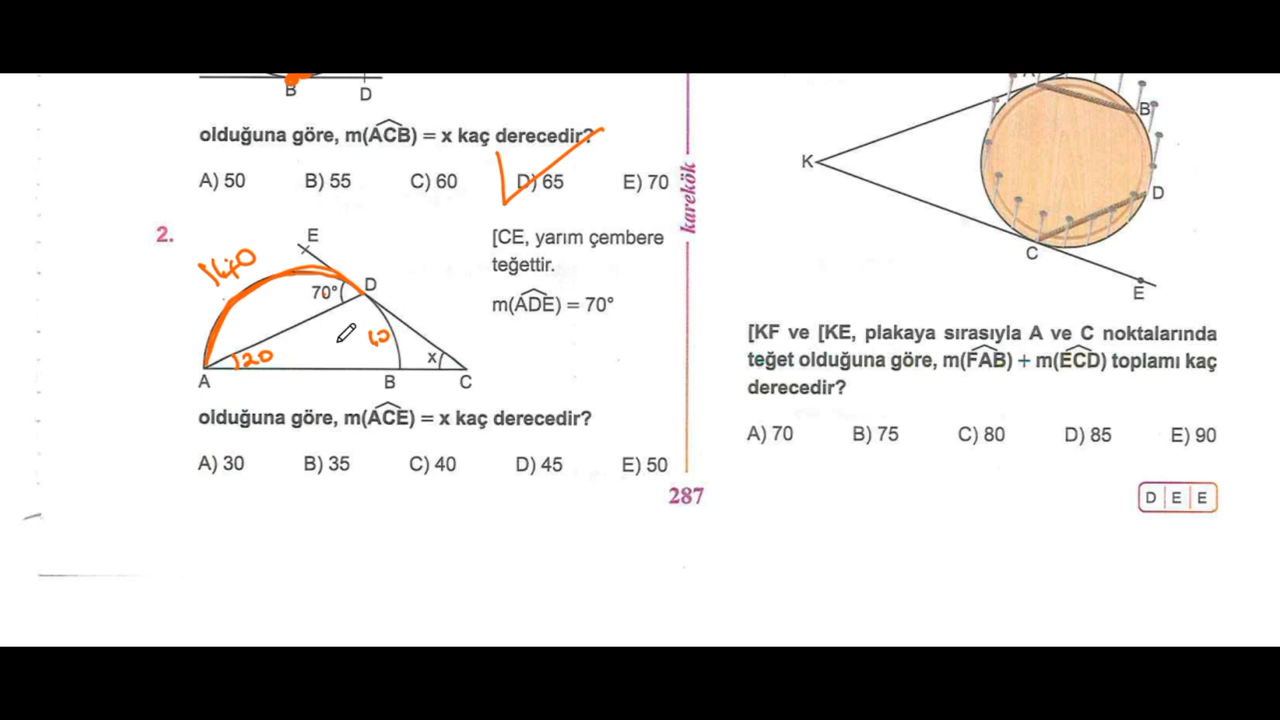 B
D
olduğuna göre, m(ACB) = x kaç derecedir?
A) 50 B) 55 C) 60 D) 65 E) 70
2.
[CE, yarım çembere
teğettir.
m(ADE) = 70°
140
E
D
70°
20
x
A
B
C
olduğuna göre, m(ACE) = x kaç derecedir?
A) 30 B) 35 C) 40 D) 45 E) 50
karekök
287
A
B
K
D
C
E
[KF ve [KE, plakaya sırasıyla A ve C noktalarında
teğet olduğuna göre, m(FAB) + m(ECD) toplamı kaç
derecedir?
A) 70 B) 75 C) 80 D) 85 E) 90
D E E